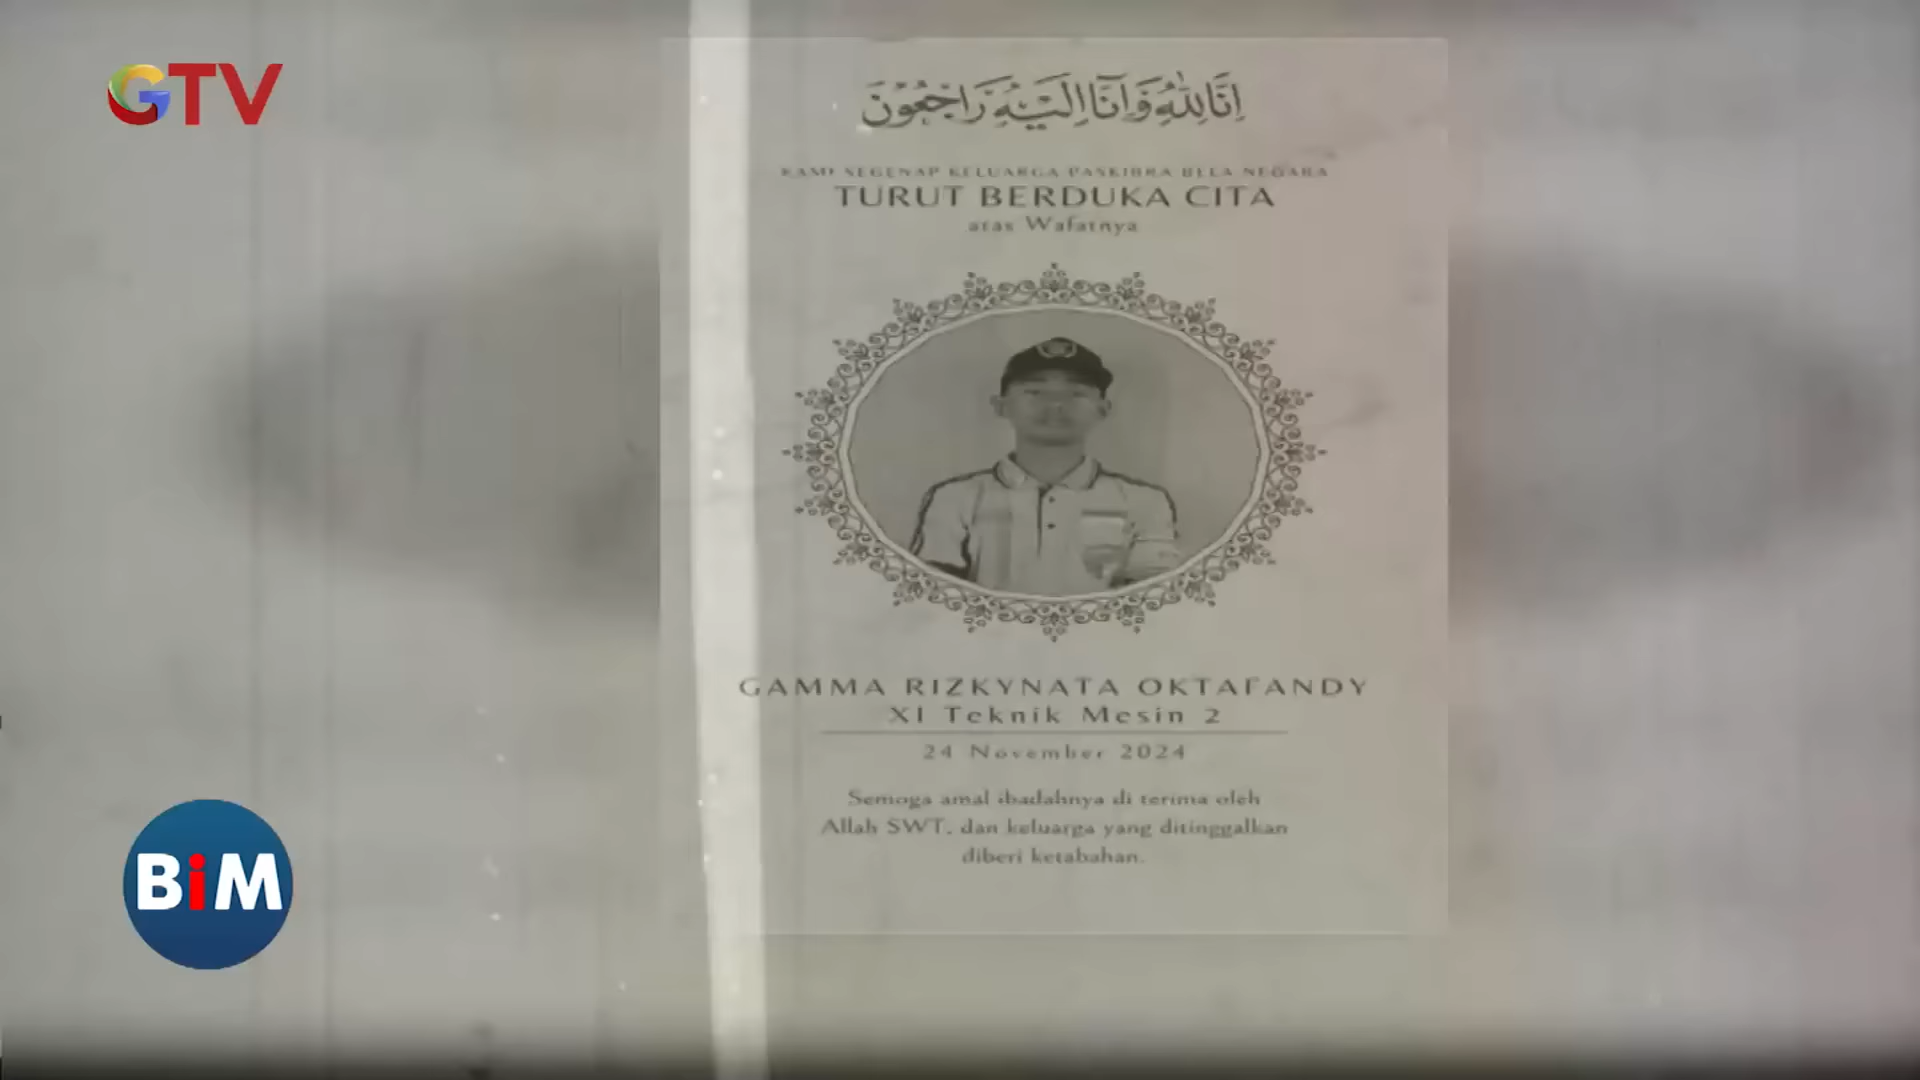 GTV
اِنَّا لِلّٰهِ وَاِنَّآ اِلَيْهِ رَاجِعُوْنَ
KAMI SEGENAP KELUARGA PASKIBRA BELA NEGARA
TURUT BERDUKA CITA
atas Wafatnya
GAMMA RIZKYNATA OKTAFANDY
XI Teknik Mesin 2
24 November 2024
Semoga amal ibadahnya di terima oleh
Allah SWT, dan keluarga yang ditinggalkan
diberi ketabahan.
BiM